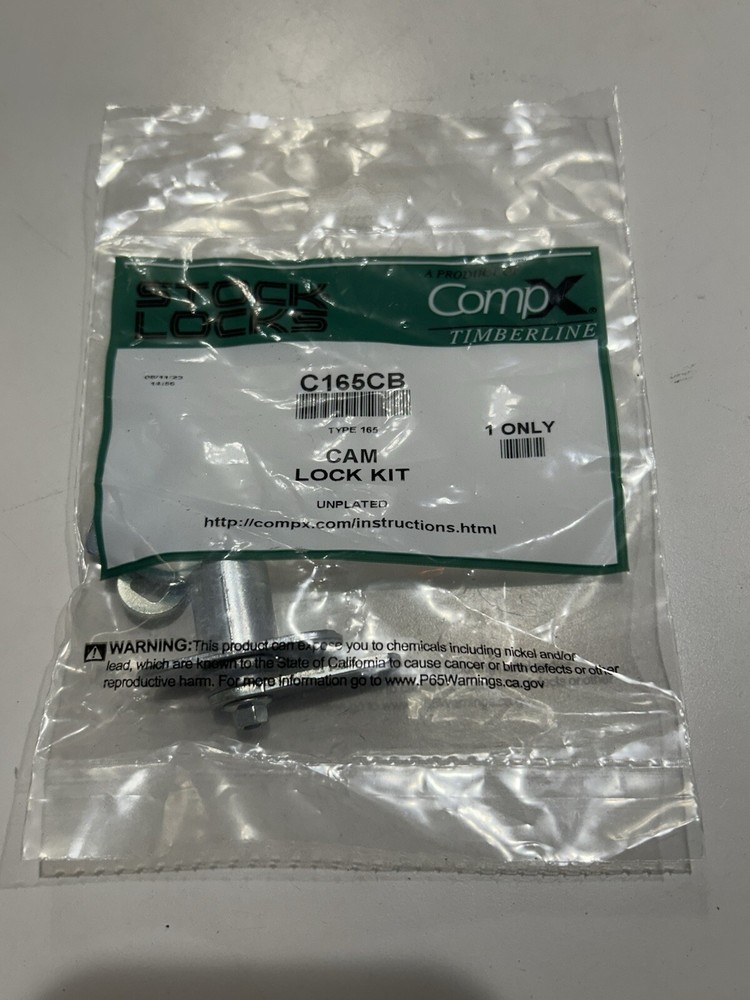 STOCK
LOCKS
CompX®
TIMBERLINE
C165CB
TYPE 165
1 ONLY
CAM
LOCK KIT
UNPLATED
http://compx.com/instructions.html
WARNING:This product can expose you to chemicals including nickel and/or
lead, which are known to the State of California to cause cancer or birth defects or other
reproductive harm. For more information go to www.P65Warnings.ca.gov